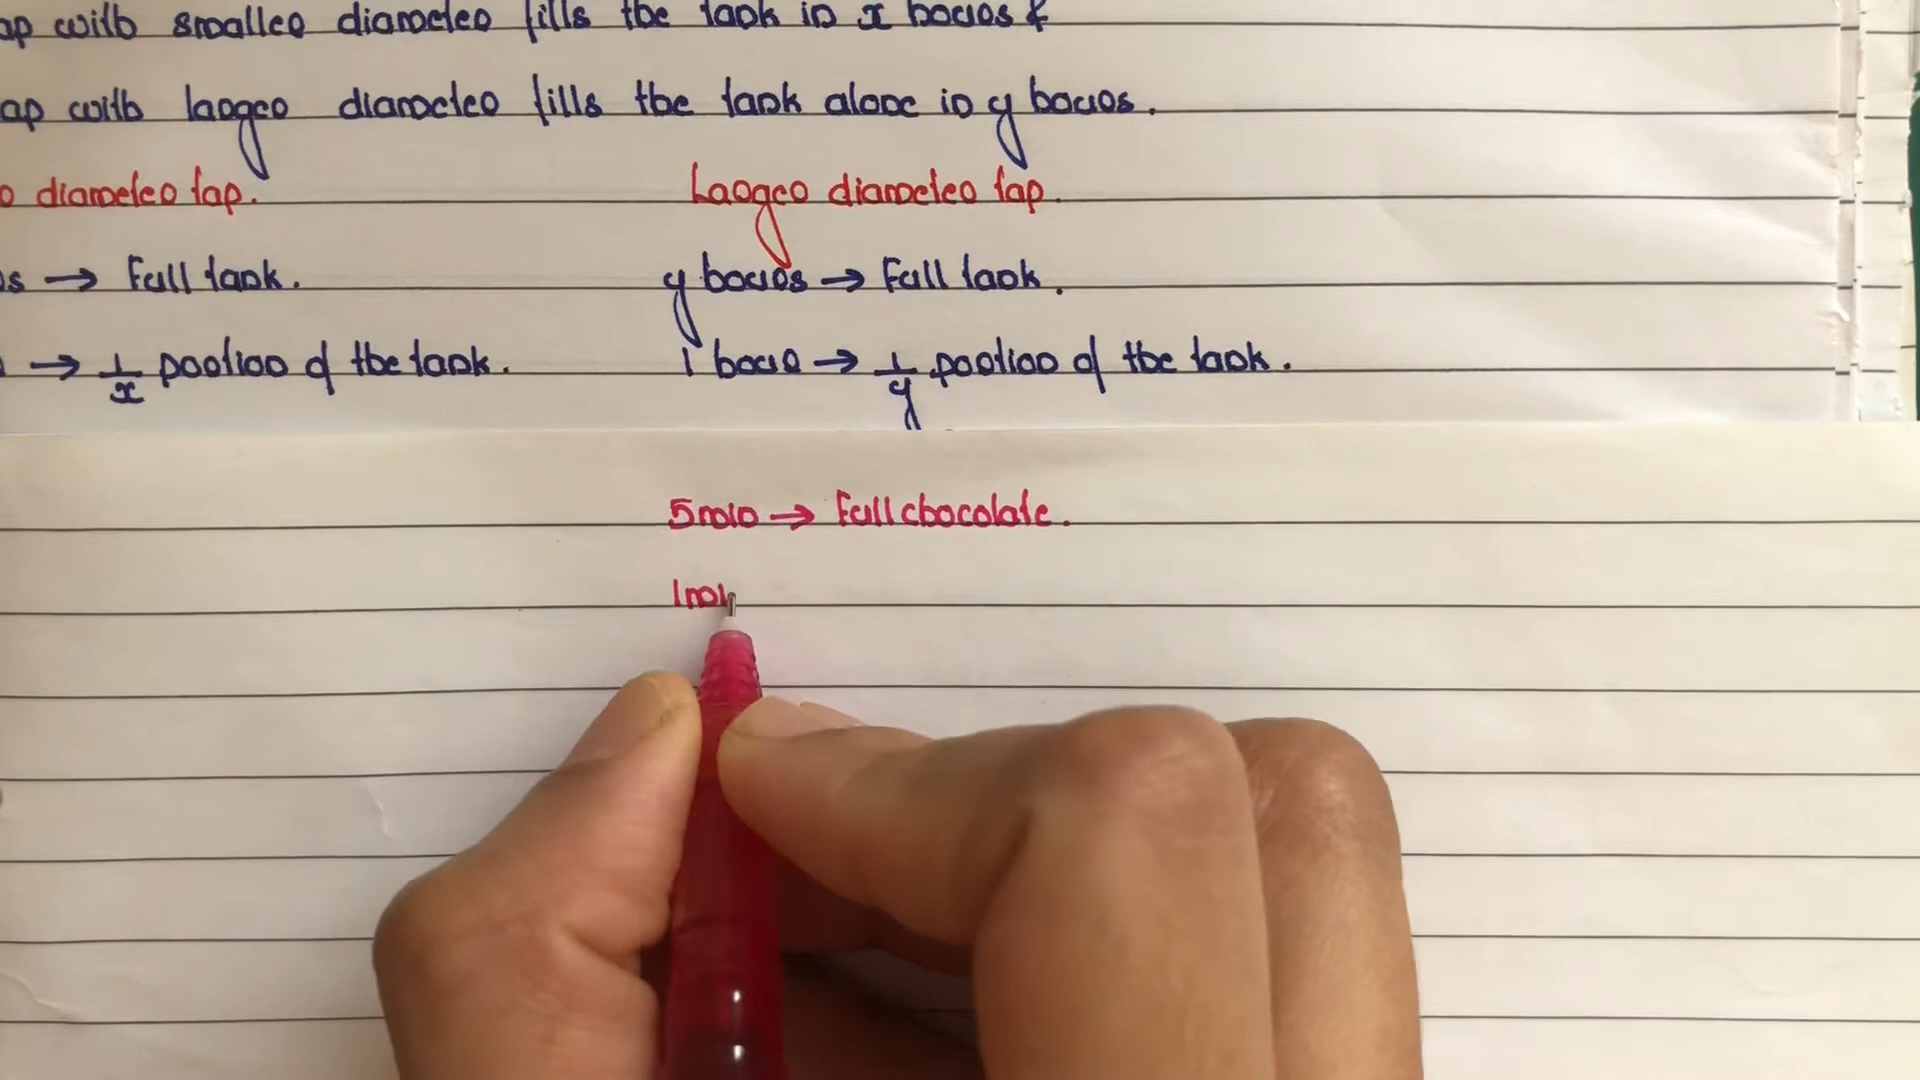 ap with smaller diameter fills the tank in x hours &
ap with larger diameter fills the tank alone in y hours.
r diameter tap.
Larger diameter tap.
rs → Full tank.
y hours → Full tank.
r → 1/x portion of the tank.
1 hour → 1/y portion of the tank.
5min → Full chocolate.
1mi